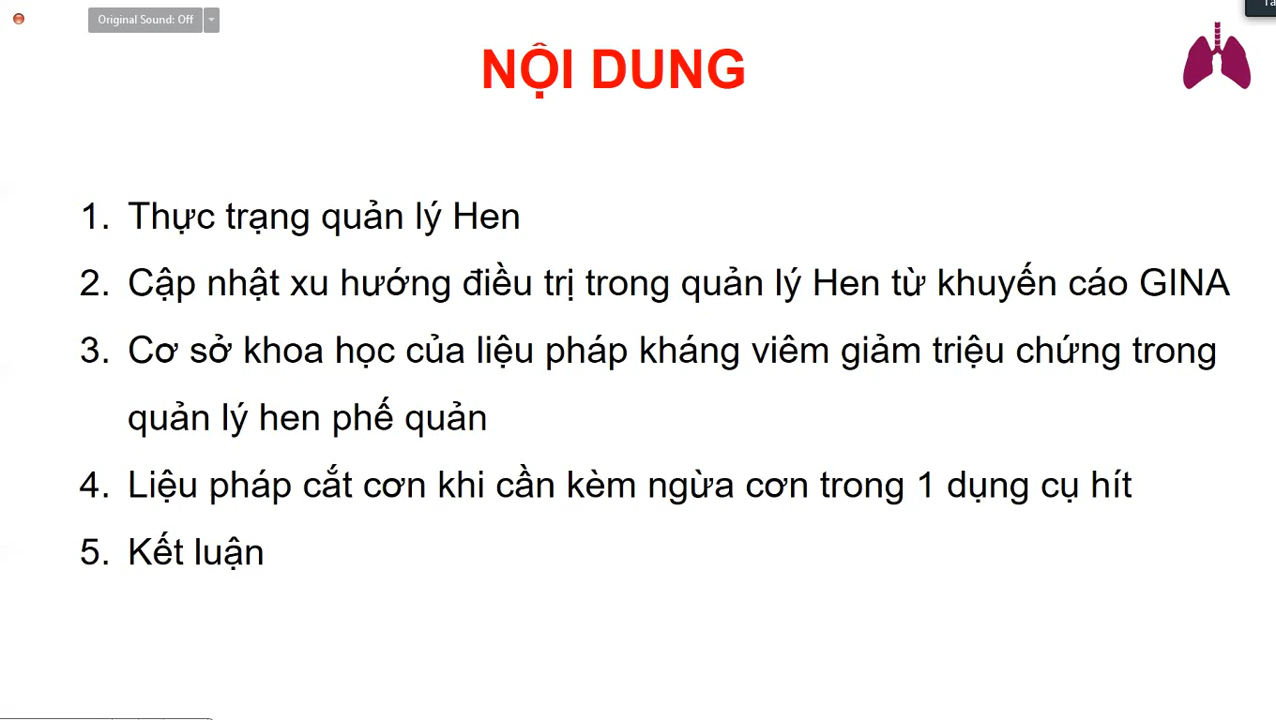 Original Sound: Off
NỘI DUNG
1. Thực trạng quản lý Hen
2. Cập nhật xu hướng điều trị trong quản lý Hen từ khuyến cáo GINA
3. Cơ sở khoa học của liệu pháp kháng viêm giảm triệu chứng trong
quản lý hen phế quản
4. Liệu pháp cắt cơn khi cần kèm ngừa cơn trong 1 dụng cụ hít
5. Kết luận